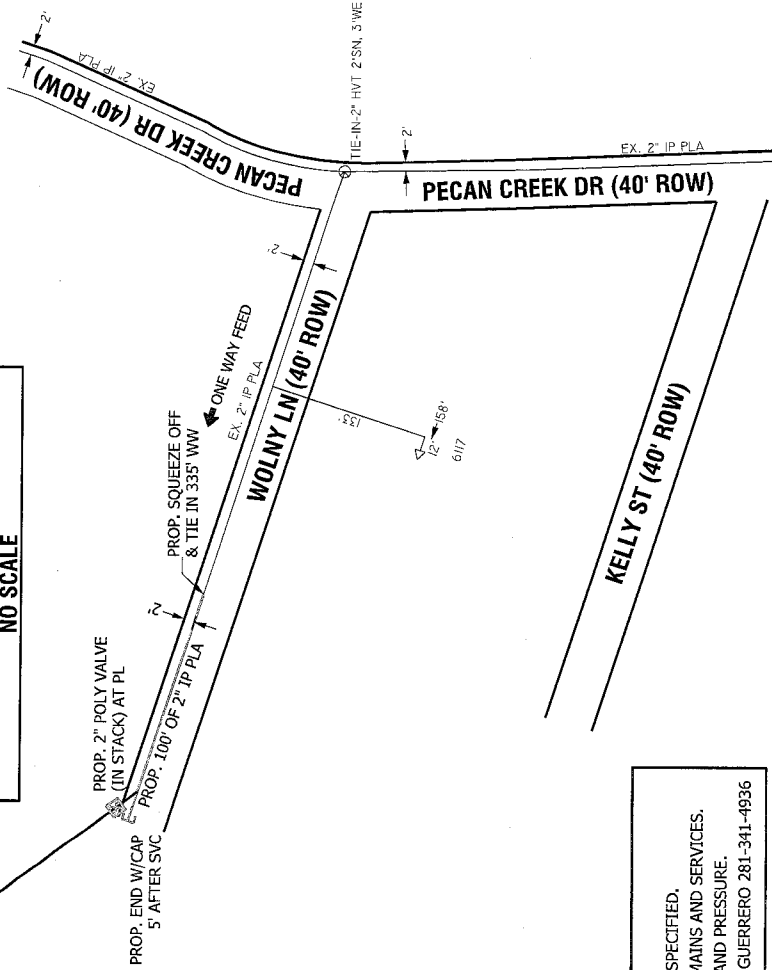 NO SCALE
2'
EX. 2" IP PLA
PECAN CREEK DR (40' ROW)
TIE-IN-2" HVT 2'SN, 3'WE
2'
EX. 2" IP PLA
PECAN CREEK DR (40' ROW)
2'
ONE WAY FEED
EX. 2" IP PLA
WOLNY LN (40' ROW)
PROP. SQUEEZE OFF
& TIE IN 335' WW
133'
12'
158'
6117
2'
PROP. 2" POLY VALVE
(IN STACK) AT PL
PROP. 100' OF 2" IP PLA
PROP. END W/CAP
5' AFTER SVC
KELLY ST (40' ROW)
SPECIFIED.
MAINS AND SERVICES.
AND PRESSURE.
GUERRERO 281-341-4936